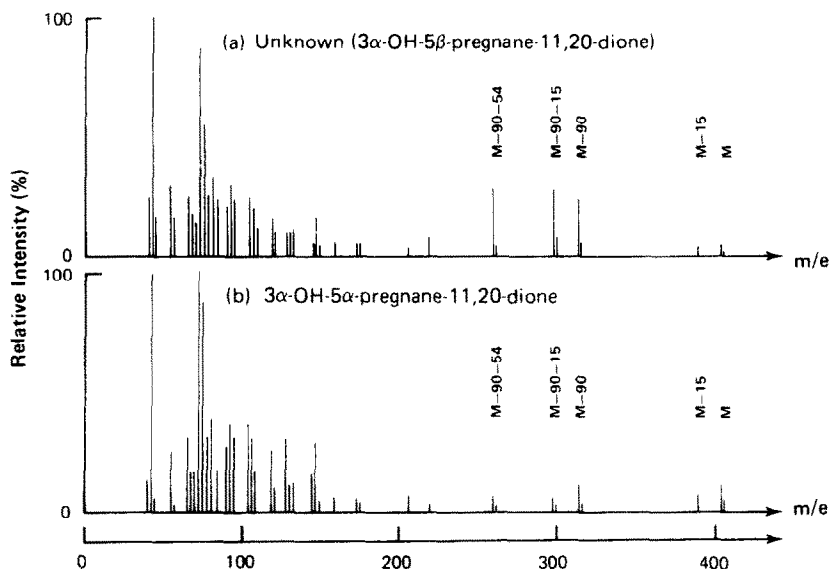 100%
(a) Unknown (3α-OH-5β-pregnane-11,20-dione)
M-90-54
M-90-15
M-90
M-15
M
0
m/e
Relative Intensity (%)
100
(b) 3α-OH-5α-pregnane-11,20-dione
M-90-54
M-90-15
M-90
M-15
M
0
m/e
0 100 200 300 400